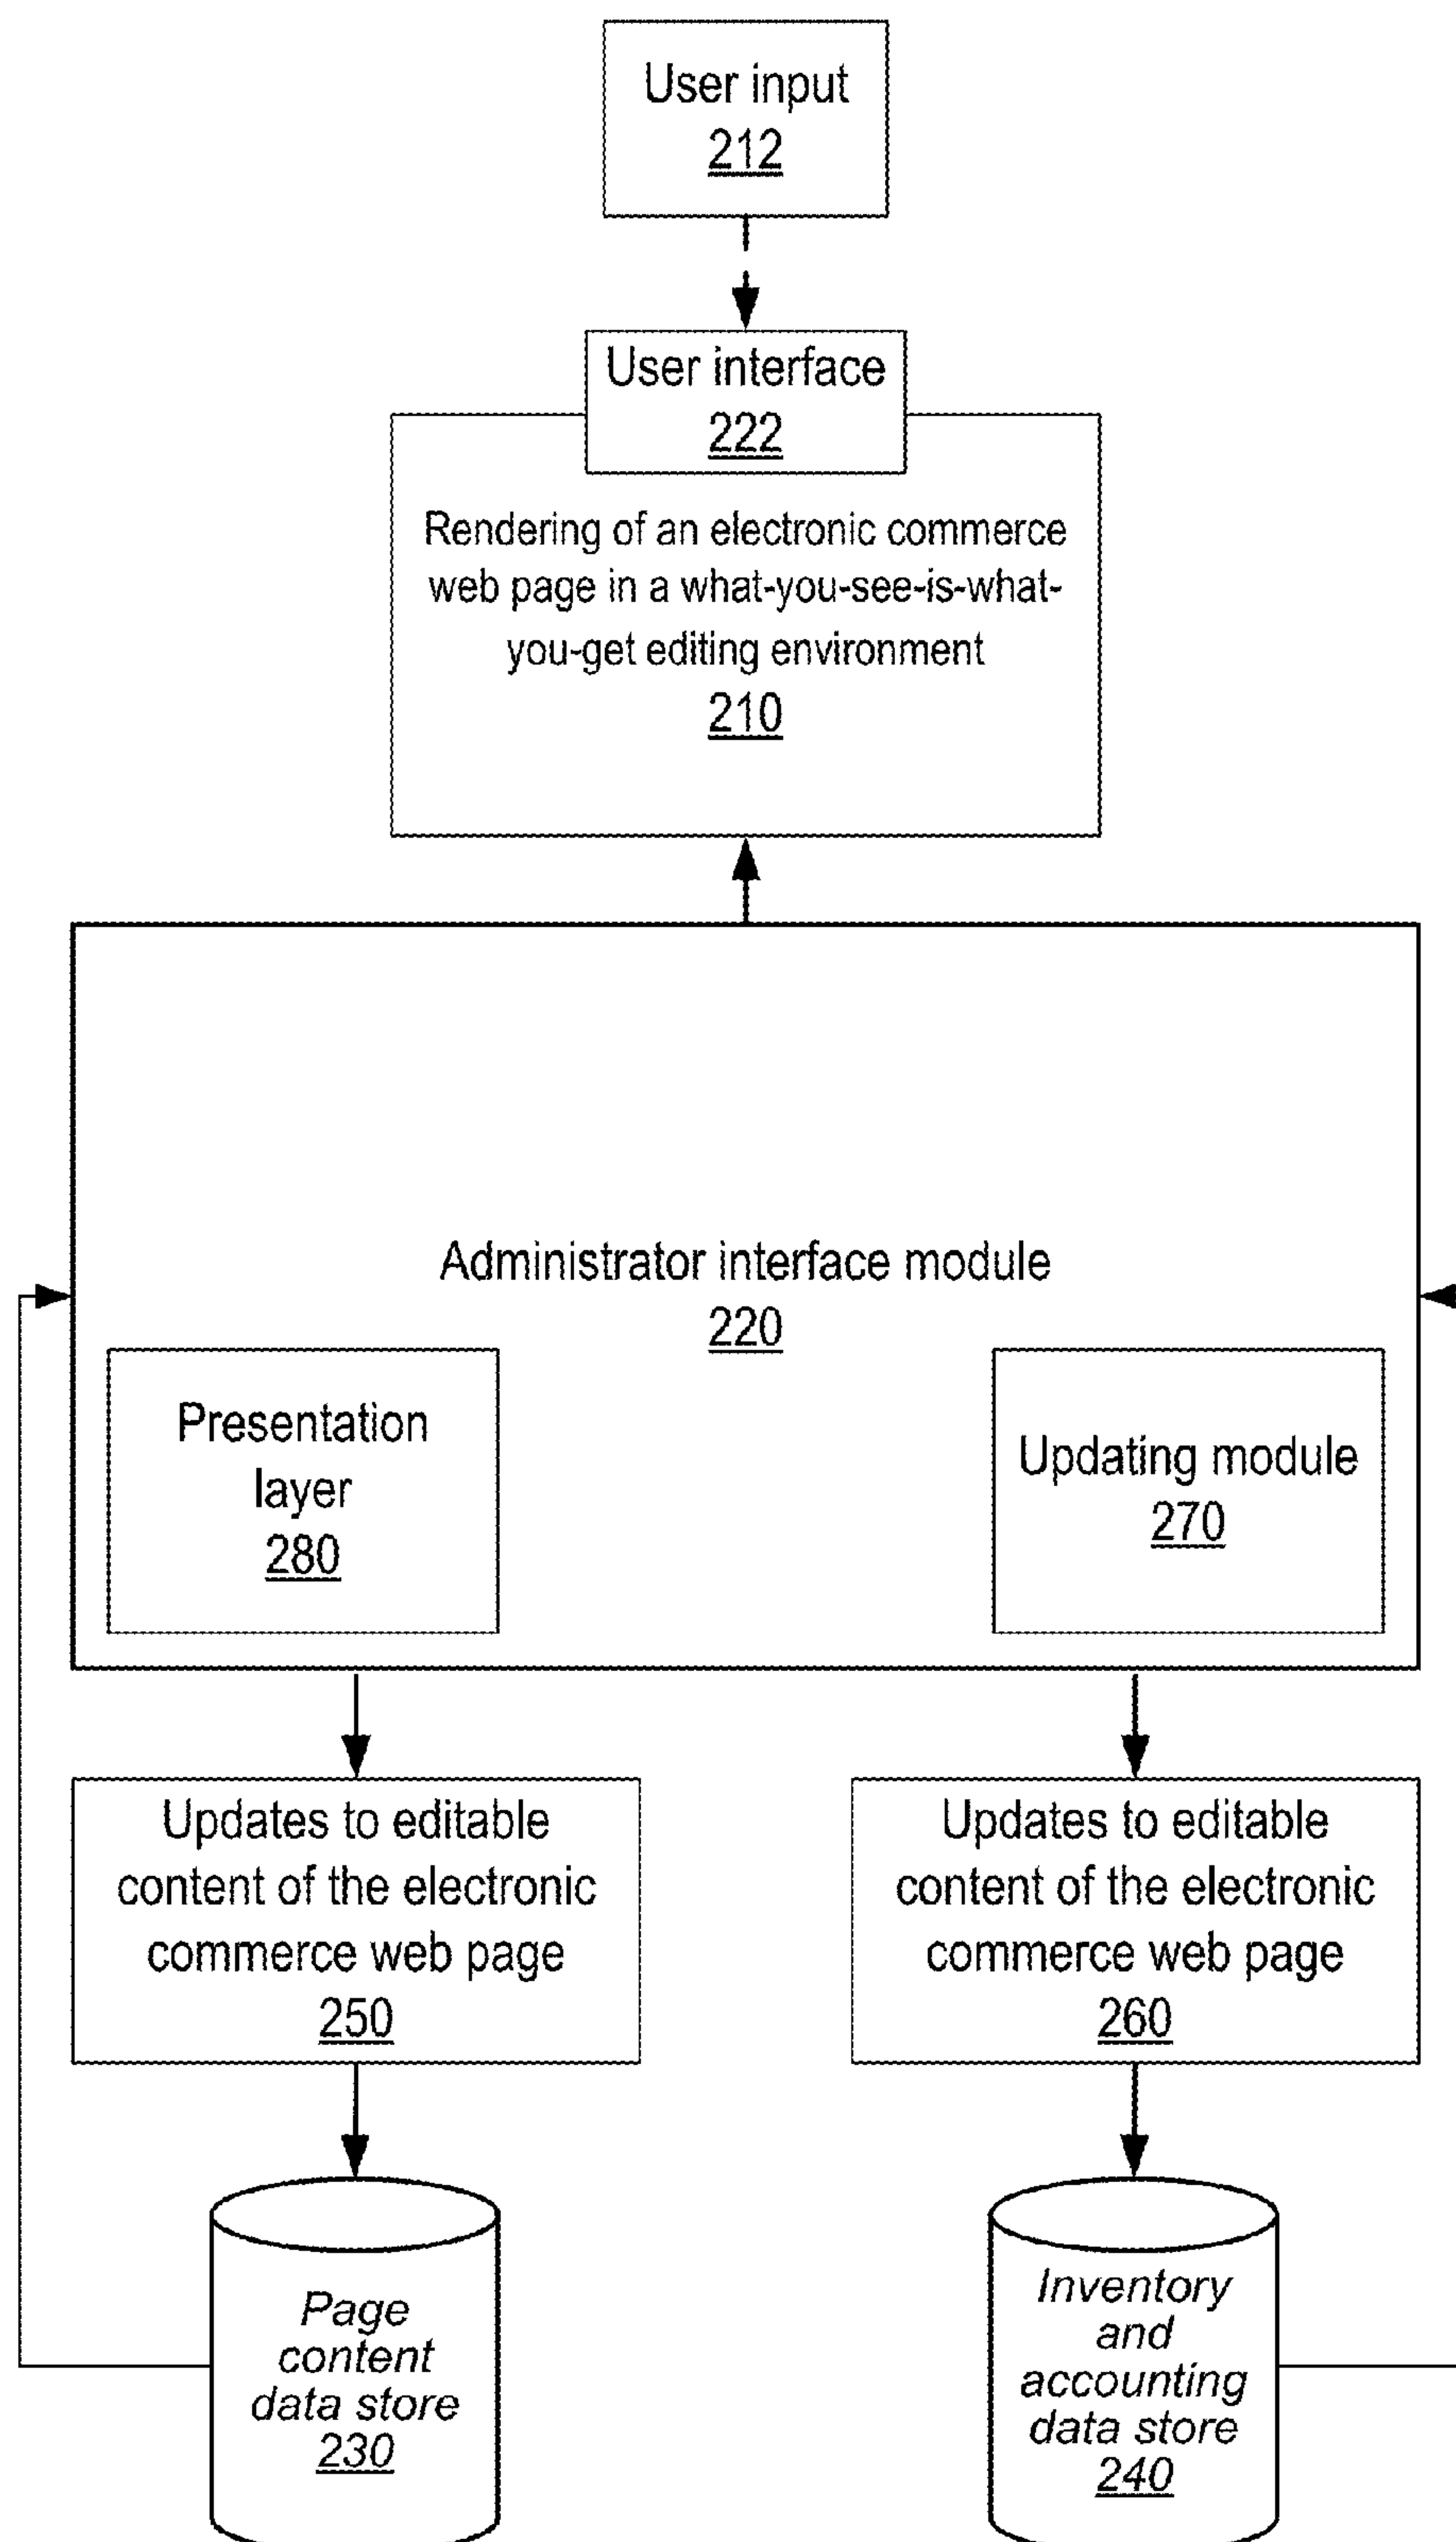 User input
212
User interface
222
Rendering of an electronic commerce
web page in a what-you-see-is-what-
you-get editing environment
210
Administrator interface module
220
Presentation
layer
280
Updating module
270
Updates to editable
content of the electronic
commerce web page
250
Updates to editable
content of the electronic
commerce web page
260
Page
content
data store
230
Inventory
and
accounting
data store
240